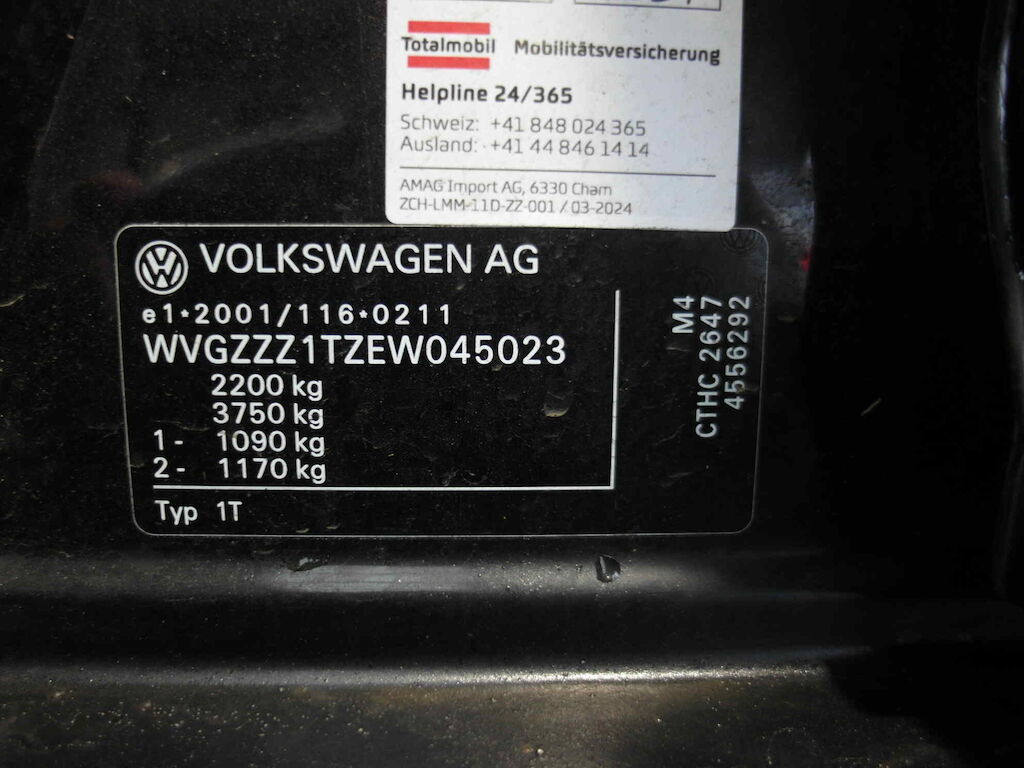 Totalmobil Mobilitätsversicherung
Helpline 24/365
Schweiz: +41 848 024 365
Ausland: +41 44 846 14 14
AMAG Import AG, 6330 Cham
ZCH-LMM-11D-ZZ-001 / 03-2024
VOLKSWAGEN AG
e1*2001/116*0211
WVGZZZ1TZEW045023
2200 kg
3750 kg
1- 1090 kg
2- 1170 kg
Typ 1T
M4
CTHC 2647
4556292